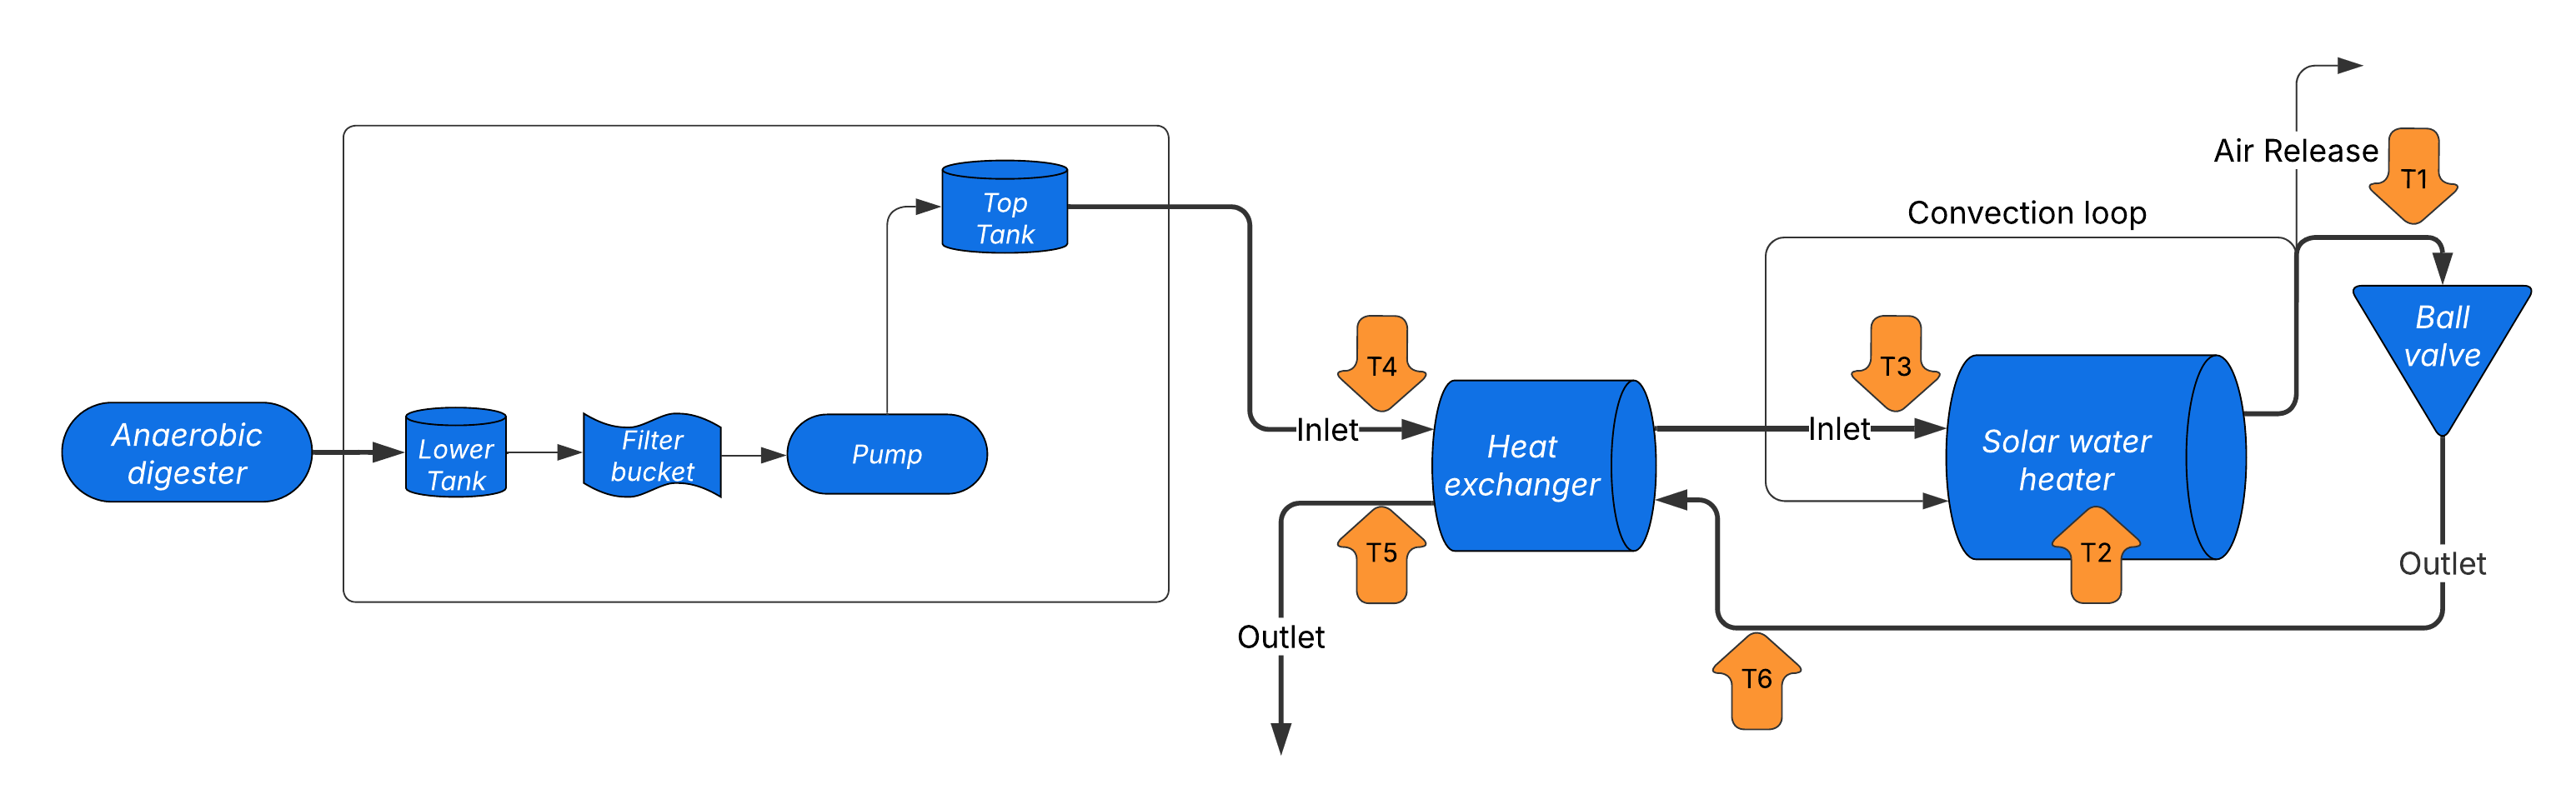 Air Release
T1
Convection loop
Top
Tank
Ball
valve
T4
T3
Anaerobic
digester
Lower
Tank
Filter
bucket
Pump
Inlet
Heat
exchanger
Inlet
Solar water
heater
T5
T2
Outlet
Outlet
T6